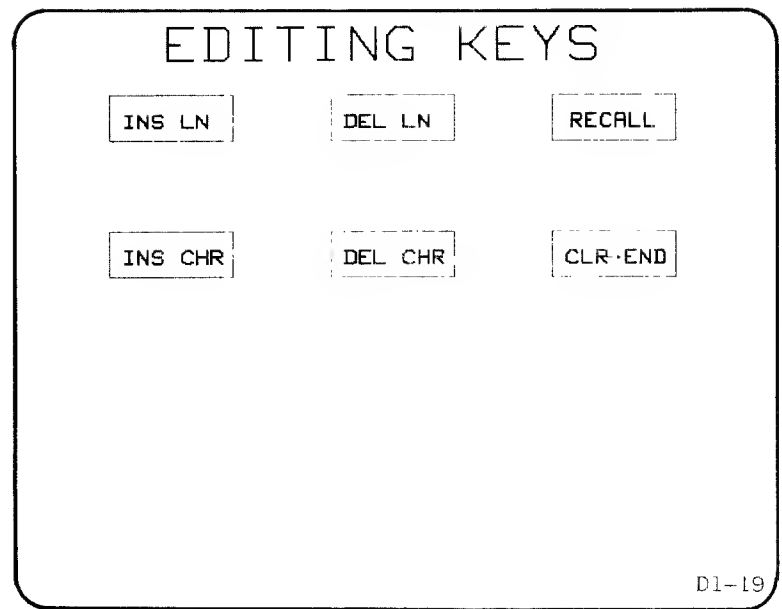 EDITING KEYS
INS LN DEL LN RECALL
INS CHR DEL CHR CLR-END
D1-19